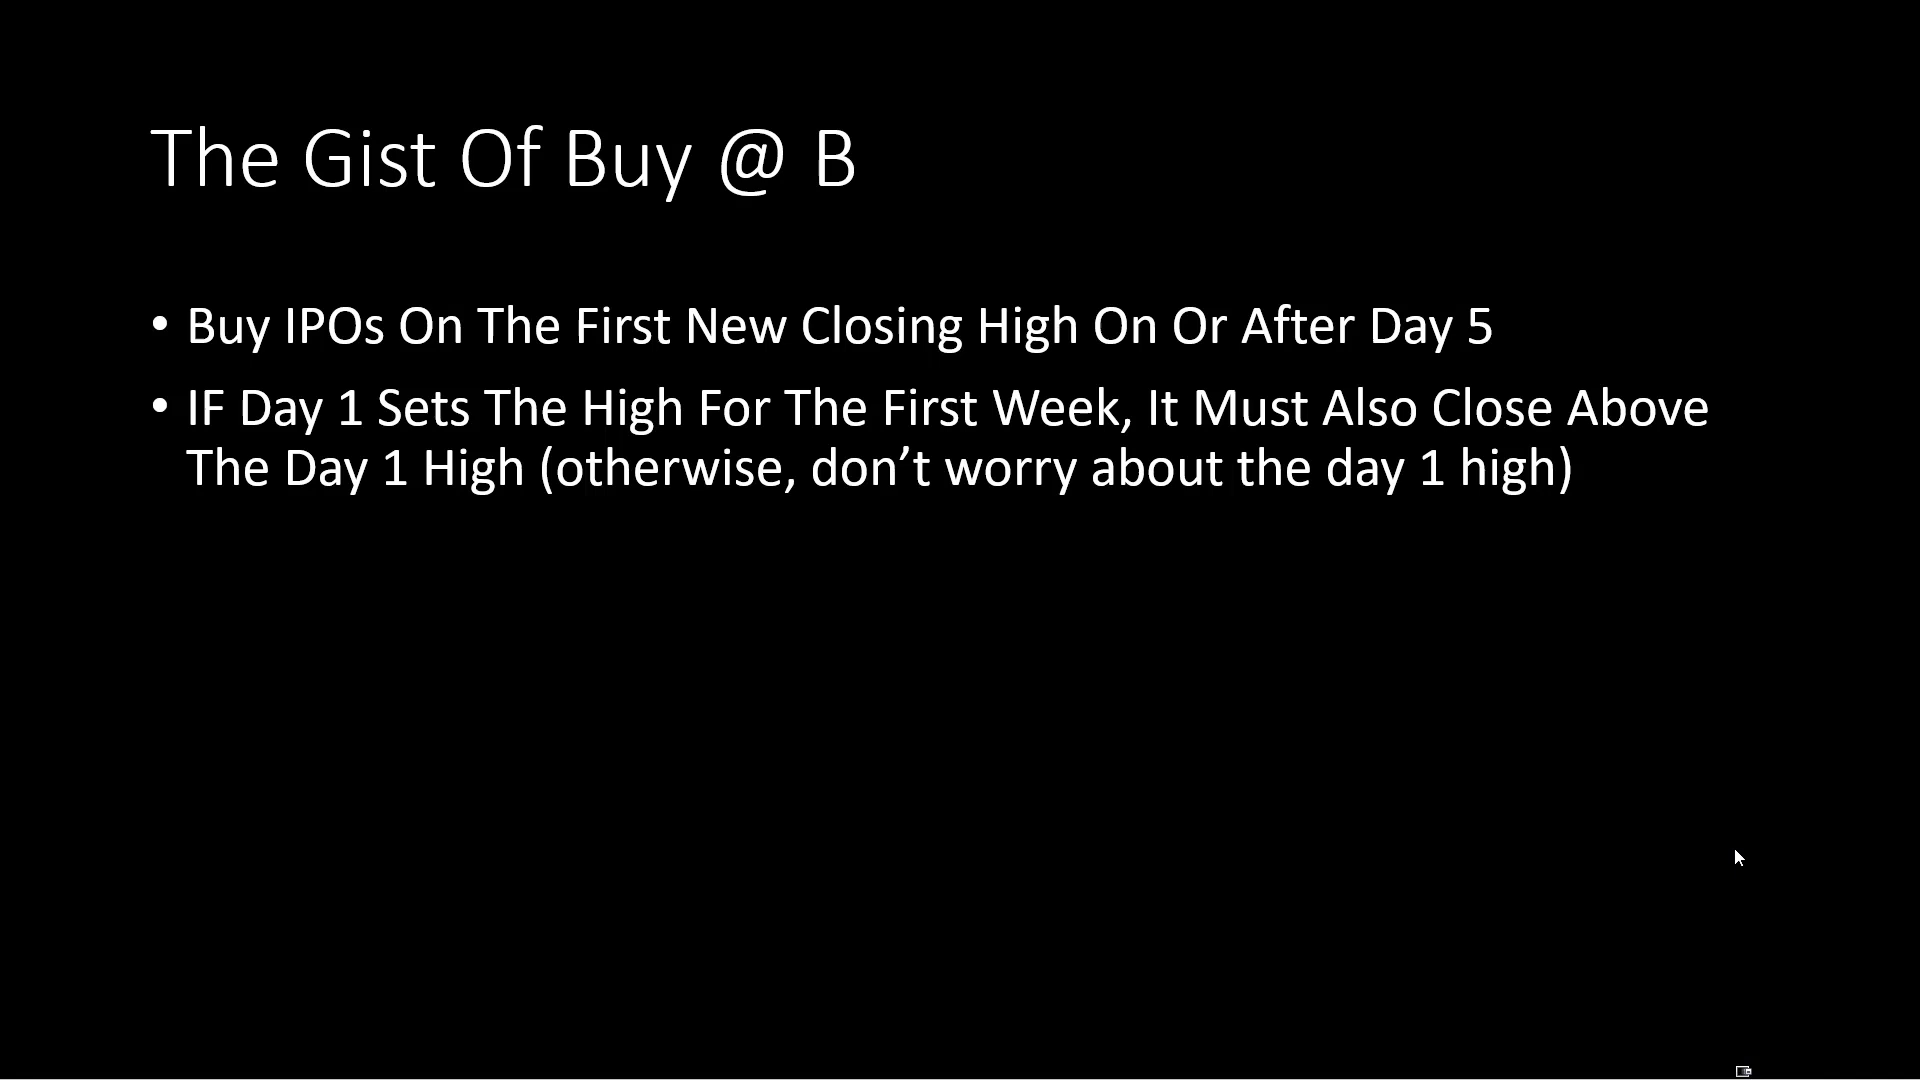 The Gist Of Buy @ B
• Buy IPOs On The First New Closing High On Or After Day 5
• IF Day 1 Sets The High For The First Week, It Must Also Close Above
The Day 1 High (otherwise, don’t worry about the day 1 high)